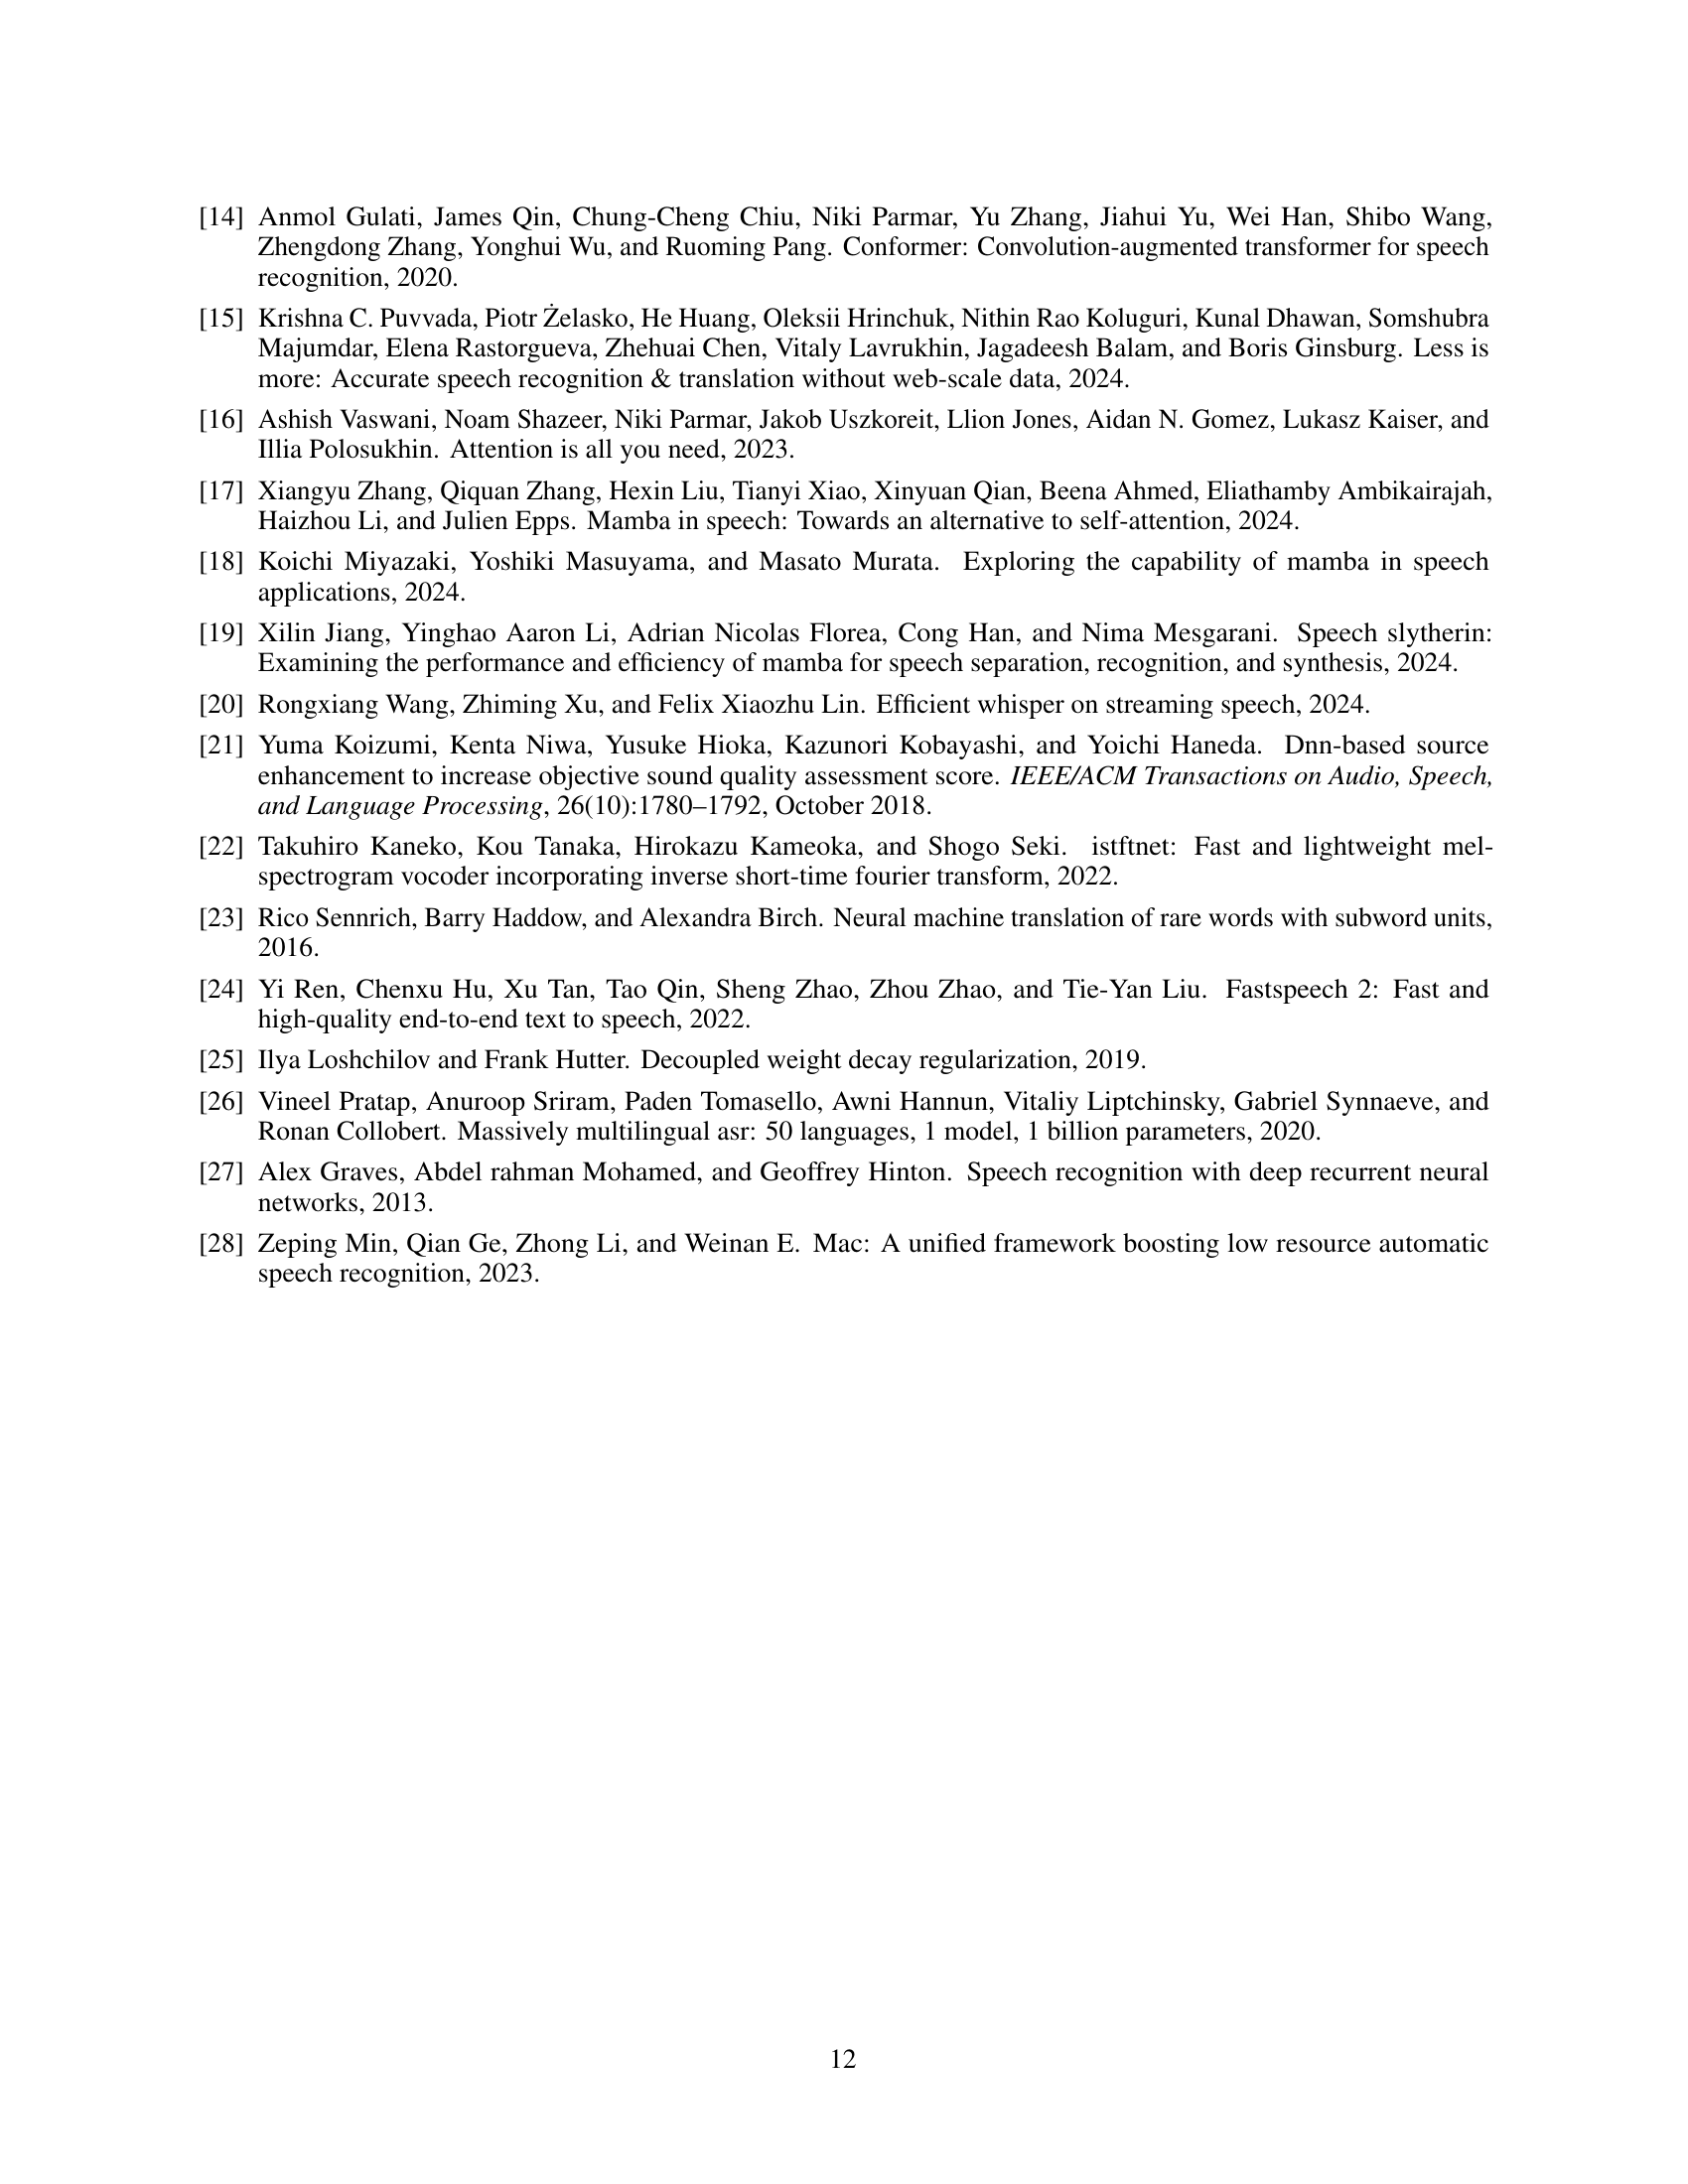 [14] Anmol Gulati, James Qin, Chung-Cheng Chiu, Niki Parmar, Yu Zhang, Jiahui Yu, Wei Han, Shibo Wang,
Zhengdong Zhang, Yonghui Wu, and Ruoming Pang. Conformer: Convolution-augmented transformer for speech
recognition, 2020.
[15] Krishna C. Puvvada, Piotr Żelasko, He Huang, Oleksii Hrinchuk, Nithin Rao Koluguri, Kunal Dhawan, Somshubra
Majumdar, Elena Rastorgueva, Zhehuai Chen, Vitaly Lavrukhin, Jagadeesh Balam, and Boris Ginsburg. Less is
more: Accurate speech recognition & translation without web-scale data, 2024.
[16] Ashish Vaswani, Noam Shazeer, Niki Parmar, Jakob Uszkoreit, Llion Jones, Aidan N. Gomez, Lukasz Kaiser, and
Illia Polosukhin. Attention is all you need, 2023.
[17] Xiangyu Zhang, Qiquan Zhang, Hexin Liu, Tianyi Xiao, Xinyuan Qian, Beena Ahmed, Eliathamby Ambikairajah,
Haizhou Li, and Julien Epps. Mamba in speech: Towards an alternative to self-attention, 2024.
[18] Koichi Miyazaki, Yoshiki Masuyama, and Masato Murata. Exploring the capability of mamba in speech
applications, 2024.
[19] Xilin Jiang, Yinghao Aaron Li, Adrian Nicolas Florea, Cong Han, and Nima Mesgarani. Speech slytherin:
Examining the performance and efficiency of mamba for speech separation, recognition, and synthesis, 2024.
[20] Rongxiang Wang, Zhiming Xu, and Felix Xiaozhu Lin. Efficient whisper on streaming speech, 2024.
[21] Yuma Koizumi, Kenta Niwa, Yusuke Hioka, Kazunori Kobayashi, and Yoichi Haneda. Dnn-based source
enhancement to increase objective sound quality assessment score. IEEE/ACM Transactions on Audio, Speech,
and Language Processing, 26(10):1780–1792, October 2018.
[22] Takuhiro Kaneko, Kou Tanaka, Hirokazu Kameoka, and Shogo Seki. istftnet: Fast and lightweight mel-
spectrogram vocoder incorporating inverse short-time fourier transform, 2022.
[23] Rico Sennrich, Barry Haddow, and Alexandra Birch. Neural machine translation of rare words with subword units,
2016.
[24] Yi Ren, Chenxu Hu, Xu Tan, Tao Qin, Sheng Zhao, Zhou Zhao, and Tie-Yan Liu. Fastspeech 2: Fast and
high-quality end-to-end text to speech, 2022.
[25] Ilya Loshchilov and Frank Hutter. Decoupled weight decay regularization, 2019.
[26] Vineel Pratap, Anuroop Sriram, Paden Tomasello, Awni Hannun, Vitaliy Liptchinsky, Gabriel Synnaeve, and
Ronan Collobert. Massively multilingual asr: 50 languages, 1 model, 1 billion parameters, 2020.
[27] Alex Graves, Abdel rahman Mohamed, and Geoffrey Hinton. Speech recognition with deep recurrent neural
networks, 2013.
[28] Zeping Min, Qian Ge, Zhong Li, and Weinan E. Mac: A unified framework boosting low resource automatic
speech recognition, 2023.
12